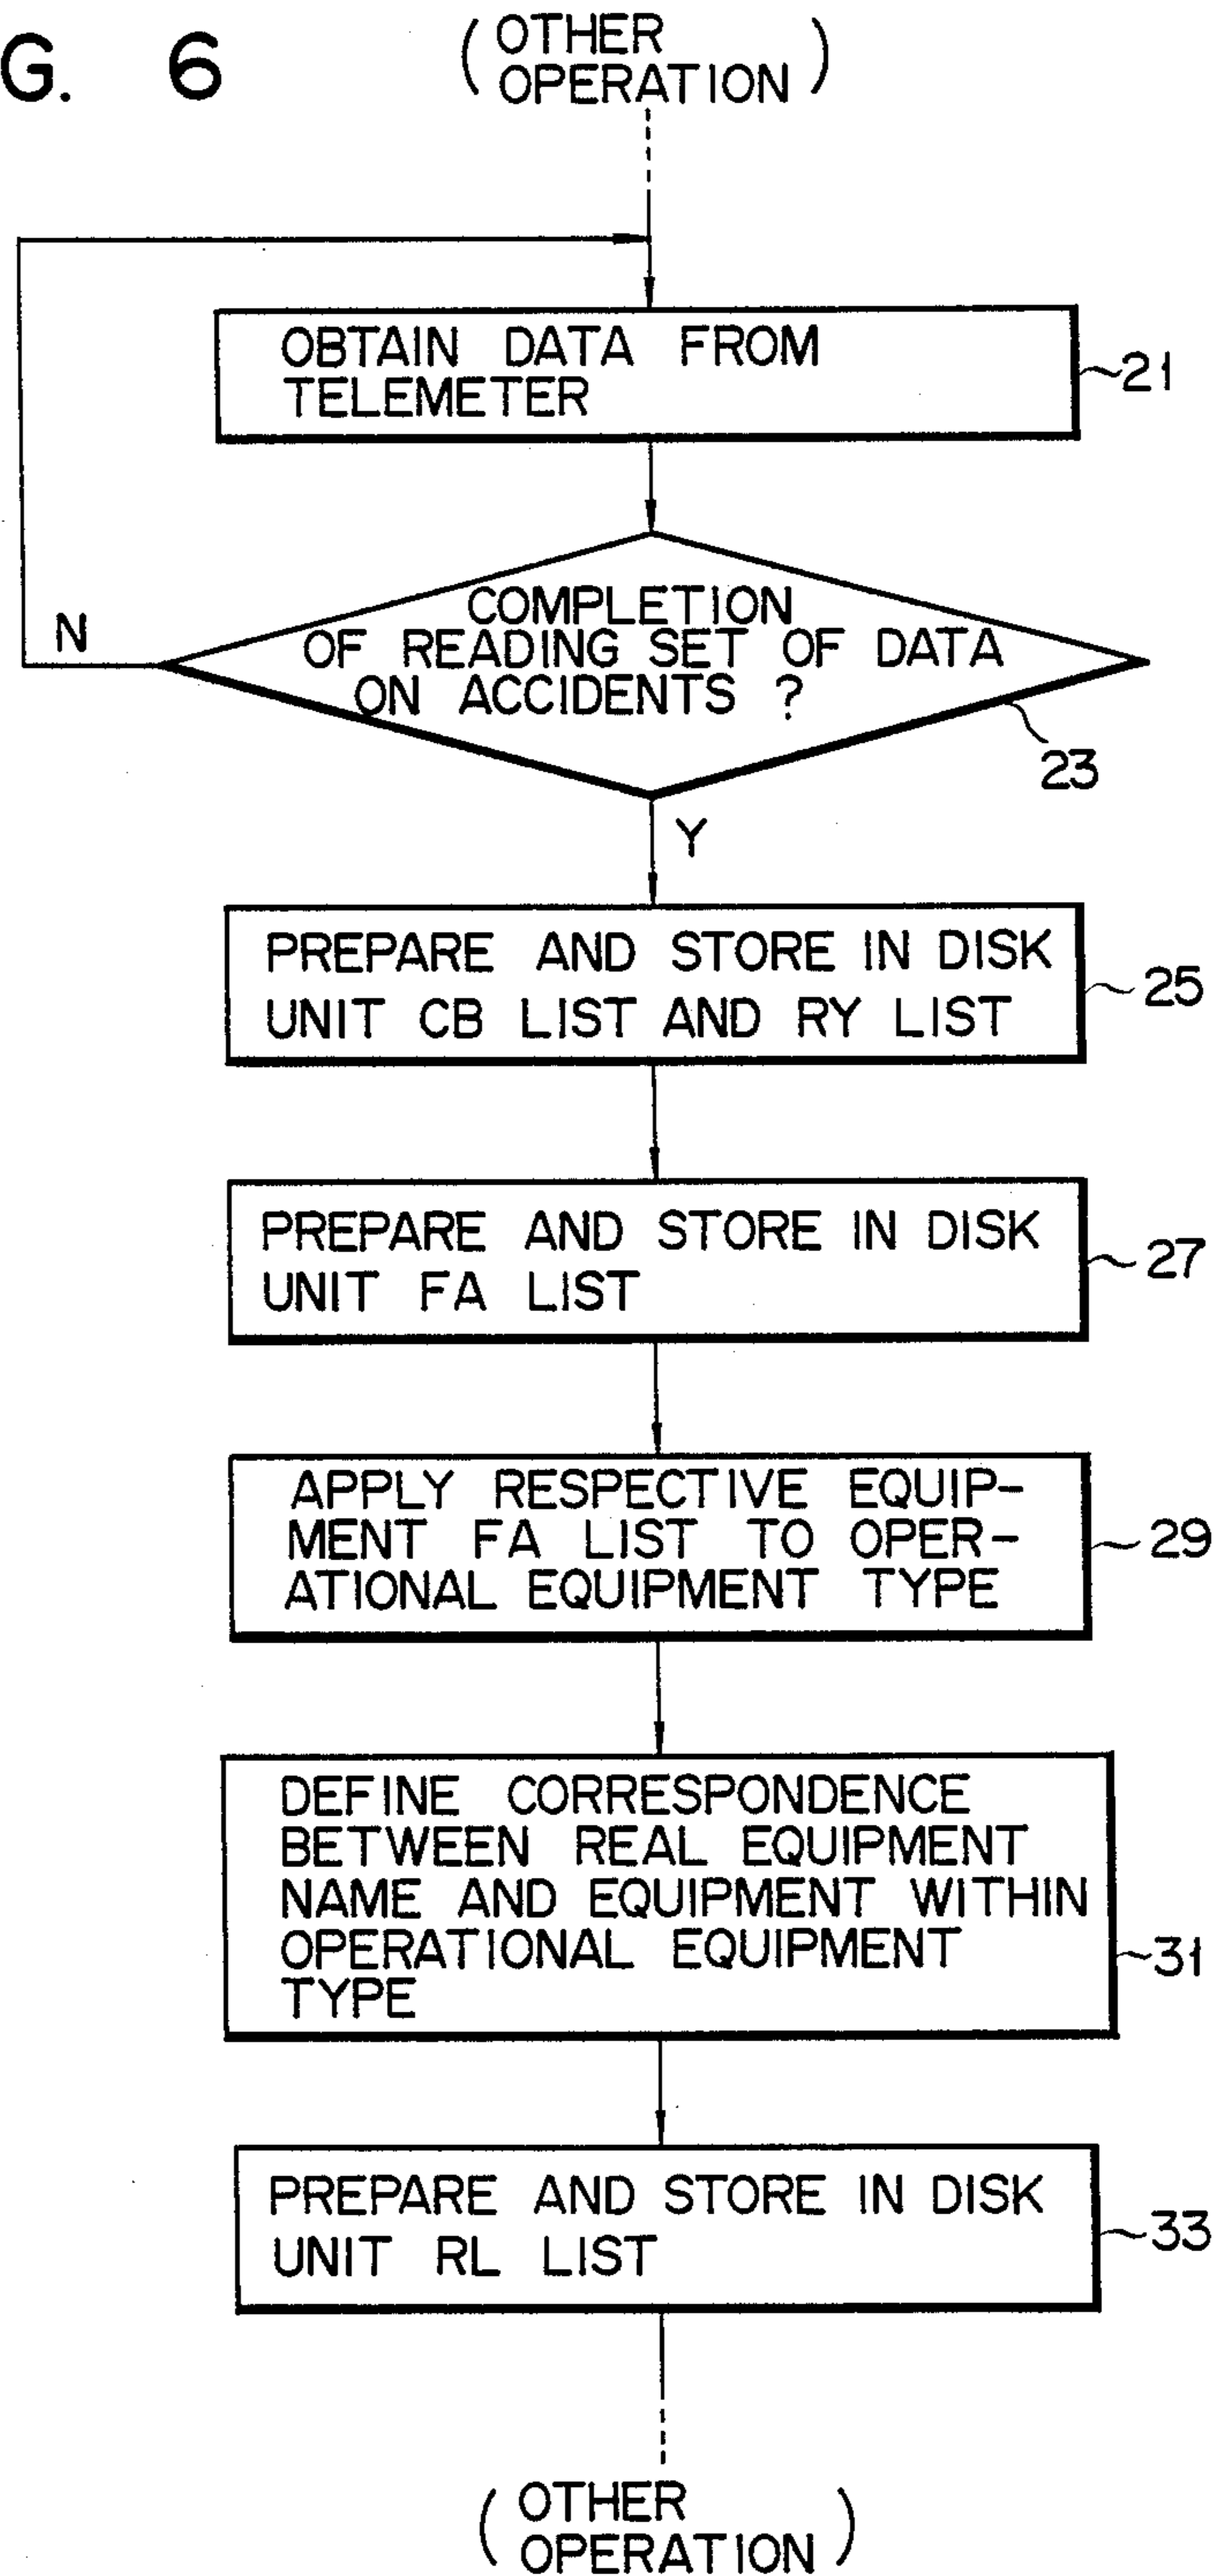 G. 6
( OTHER
OPERATION )
OBTAIN DATA FROM
TELEMETER
21
COMPLETION
OF READING SET OF DATA
ON ACCIDENTS ?
N
23
Y
PREPARE AND STORE IN DISK
UNIT CB LIST AND RY LIST
25
PREPARE AND STORE IN DISK
UNIT FA LIST
27
APPLY RESPECTIVE EQUIP-
MENT FA LIST TO OPER-
ATIONAL EQUIPMENT TYPE
29
DEFINE CORRESPONDENCE
BETWEEN REAL EQUIPMENT
NAME AND EQUIPMENT WITHIN
OPERATIONAL EQUIPMENT
TYPE
31
PREPARE AND STORE IN DISK
UNIT RL LIST
33
( OTHER
OPERATION )